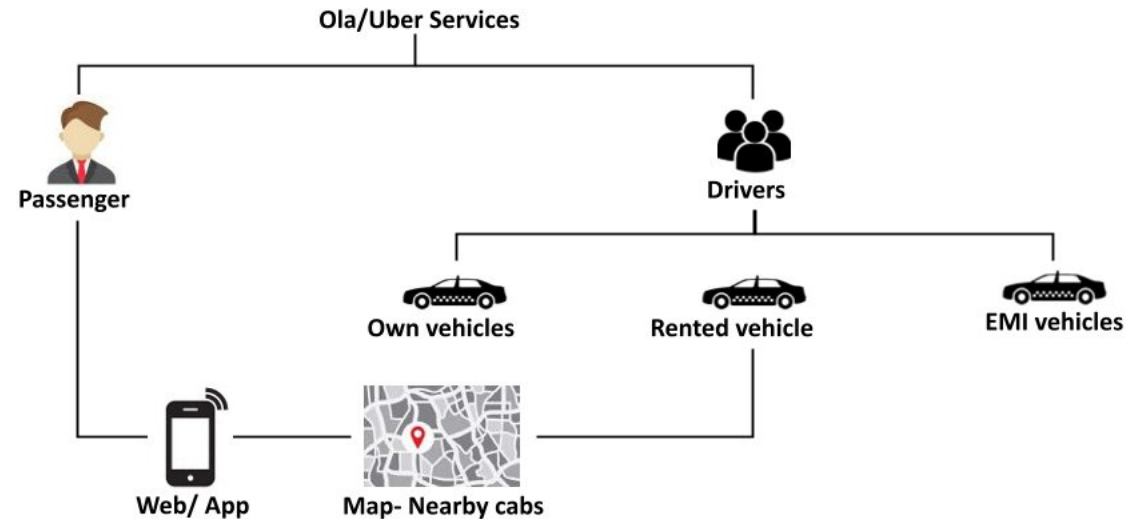 Ola/Uber Services
Passenger
Drivers
Own vehicles
Rented vehicle
EMI vehicles
Web/ App
Map- Nearby cabs